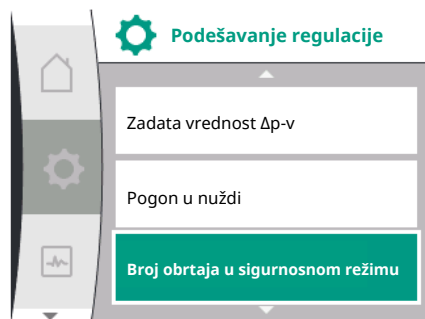 Podešavanje regulacije
Zadata vrednost Δp-v
Pogon u nuždi
Broj obrtaja u sigurnosnom režimu